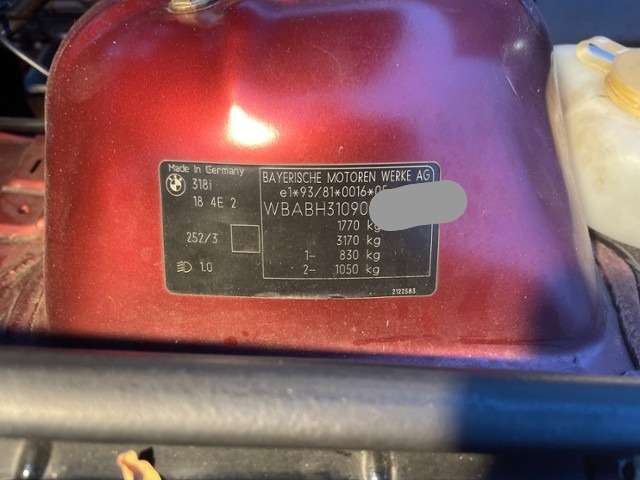 Made In Germany
318i
18 4E 2
252/3
1.0
BAYERISCHE MOTOREN WERKE AG
e1*93/81*0016*05
WBABH31090
1770 kg
3170 kg
1- 830 kg
2- 1050 kg
2122583